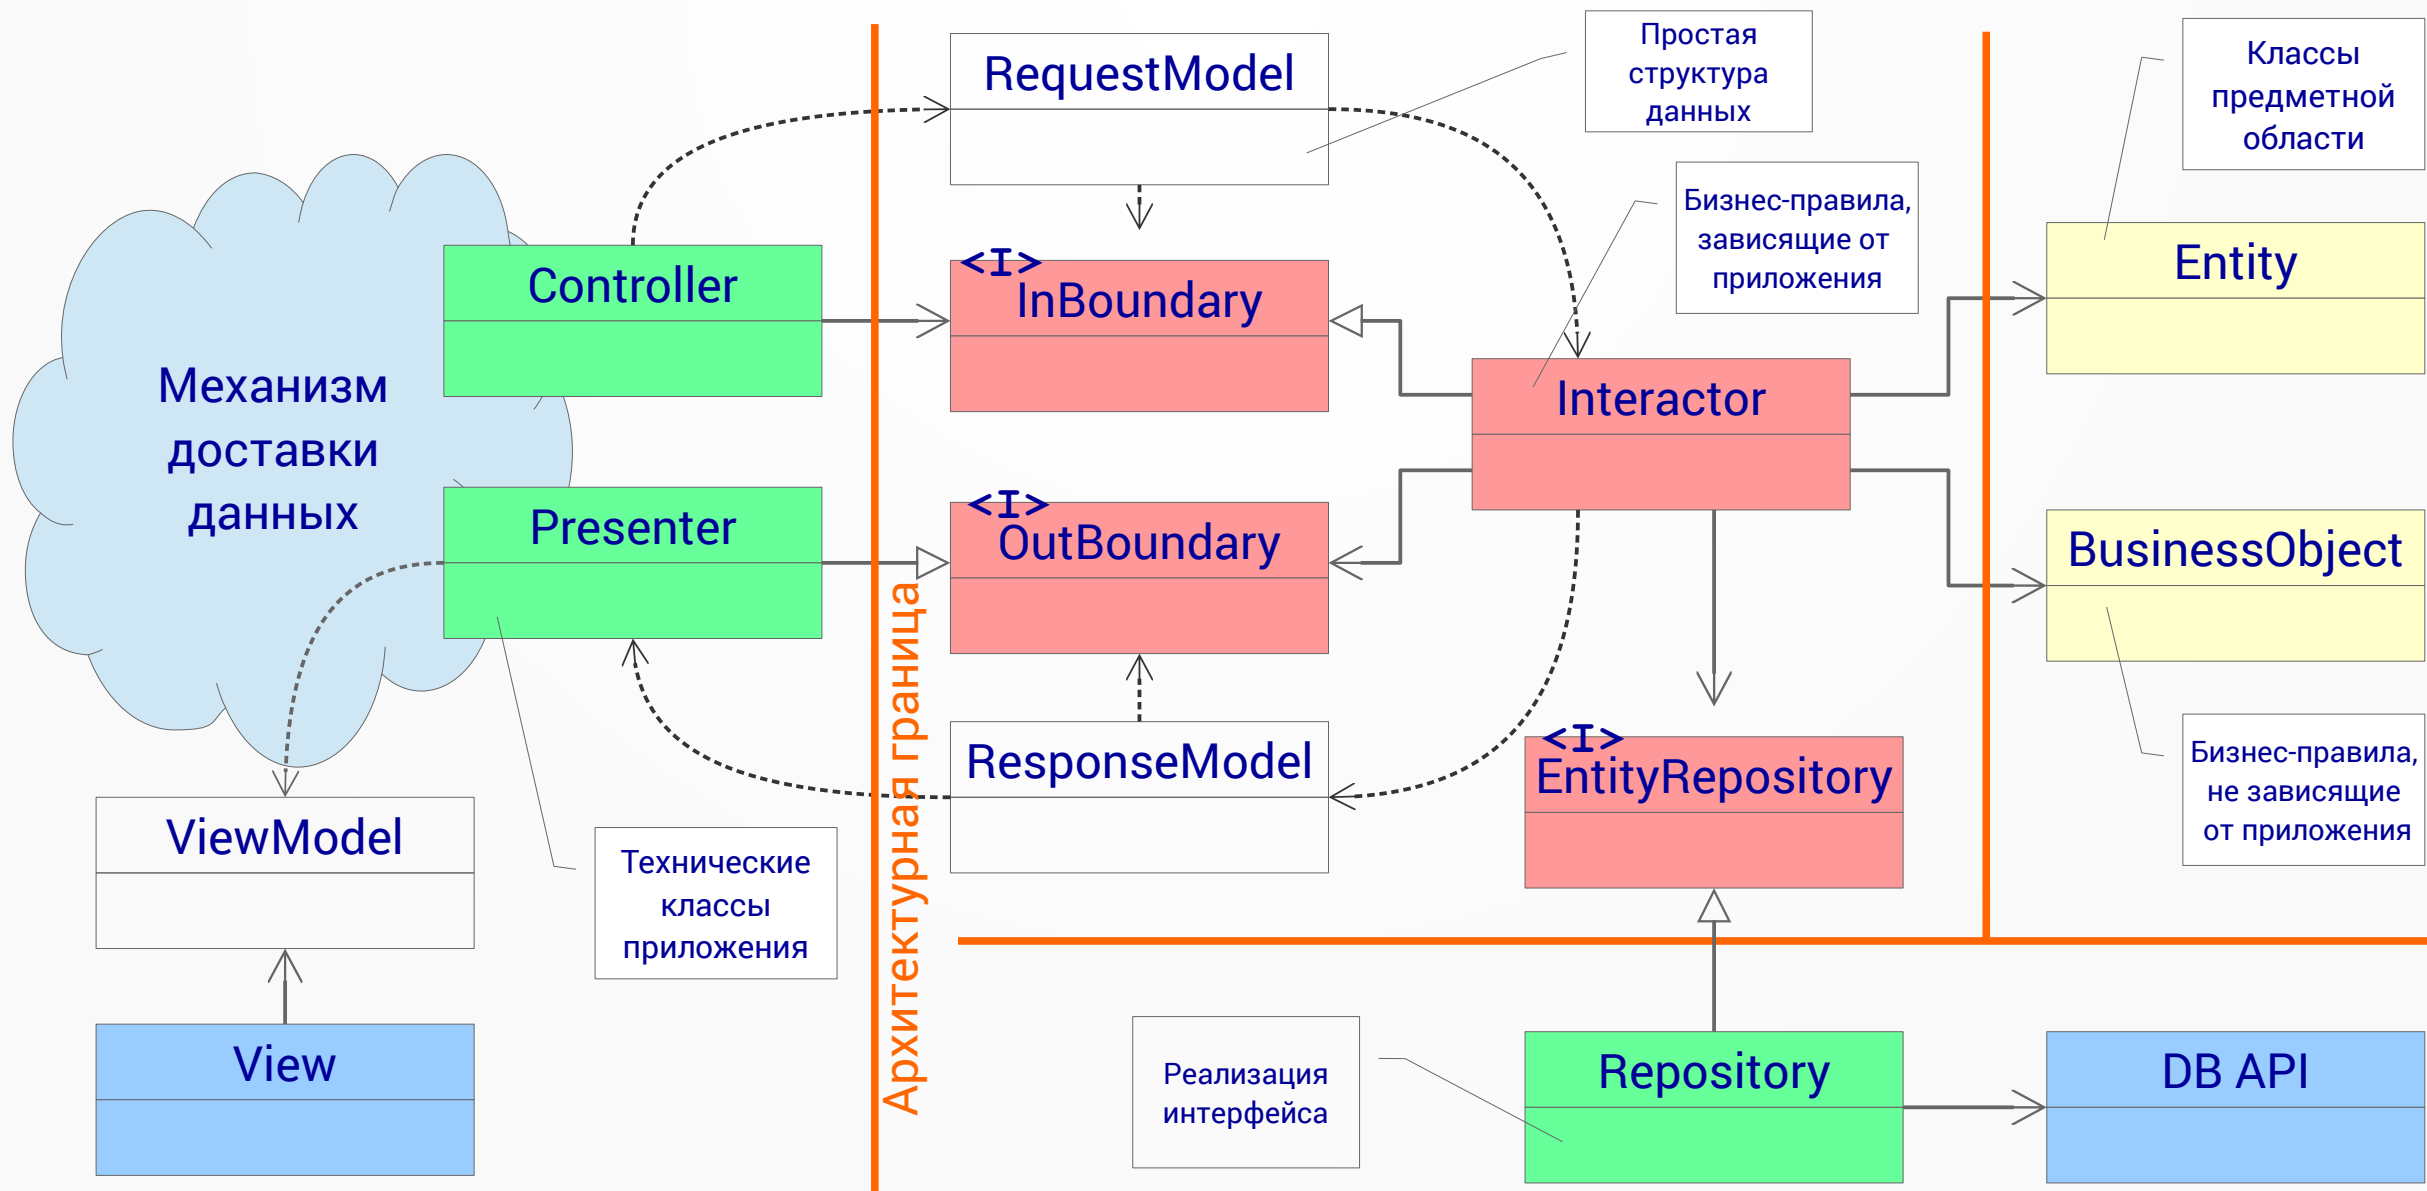 RequestModel
Простая
структура
данных
Классы
предметной
области
Бизнес-правила,
зависящие от
приложения
Controller
<I>
InBoundary
Entity
Механизм
доставки
данных
Interactor
Presenter
<I>
OutBoundary
BusinessObject
Архитектурная граница
ResponseModel
<I>
EntityRepository
Бизнес-правила,
не зависящие
от приложения
ViewModel
Технические
классы
приложения
View
Реализация
интерфейса
Repository
DB API